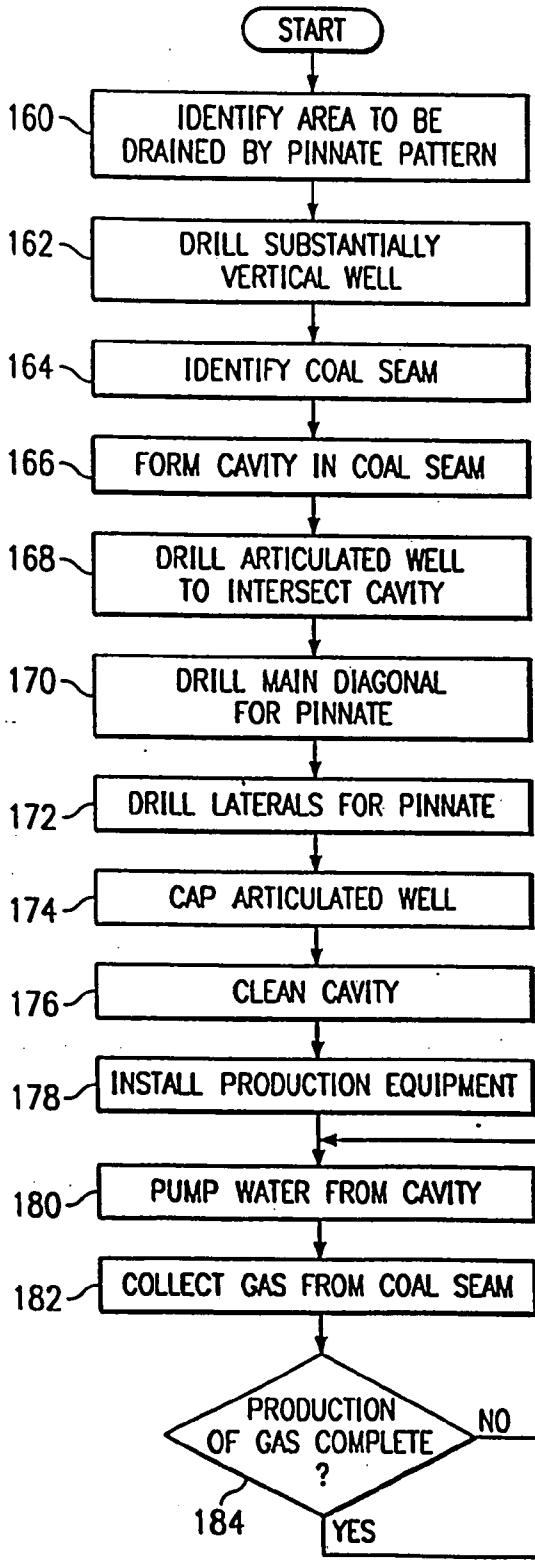 START
160
IDENTIFY AREA TO BE
DRAINED BY PINNATE PATTERN
162
DRILL SUBSTANTIALLY
VERTICAL WELL
164
IDENTIFY COAL SEAM
166
FORM CAVITY IN COAL SEAM
168
DRILL ARTICULATED WELL
TO INTERSECT CAVITY
170
DRILL MAIN DIAGONAL
FOR PINNATE
172
DRILL LATERALS FOR PINNATE
174
CAP ARTICULATED WELL
176
CLEAN CAVITY
178
INSTALL PRODUCTION EQUIPMENT
180
PUMP WATER FROM CAVITY
182
COLLECT GAS FROM COAL SEAM
PRODUCTION
OF GAS COMPLETE
?
NO
184
YES